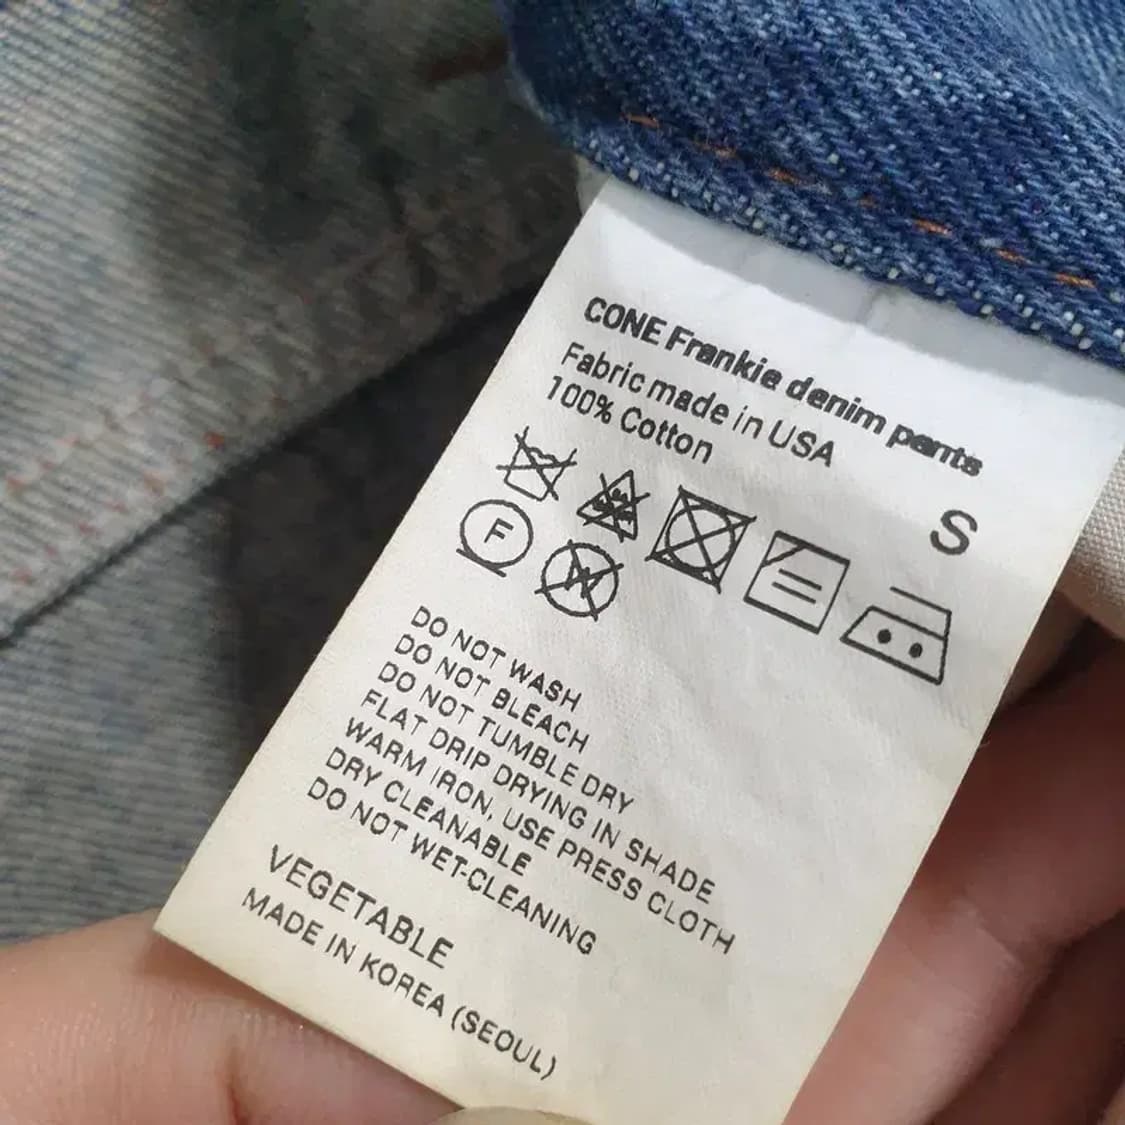 CONE Frankie denim pants
Fabric made in USA
100% Cotton
S
F
W
DO NOT WASH
DO NOT BLEACH
DO NOT TUMBLE DRY
FLAT DRIP DRYING IN SHADE
WARM IRON, USE PRESS CLOTH
DRY CLEANABLE
DO NOT WET-CLEANING
VEGETABLE
MADE IN KOREA (SEOUL)